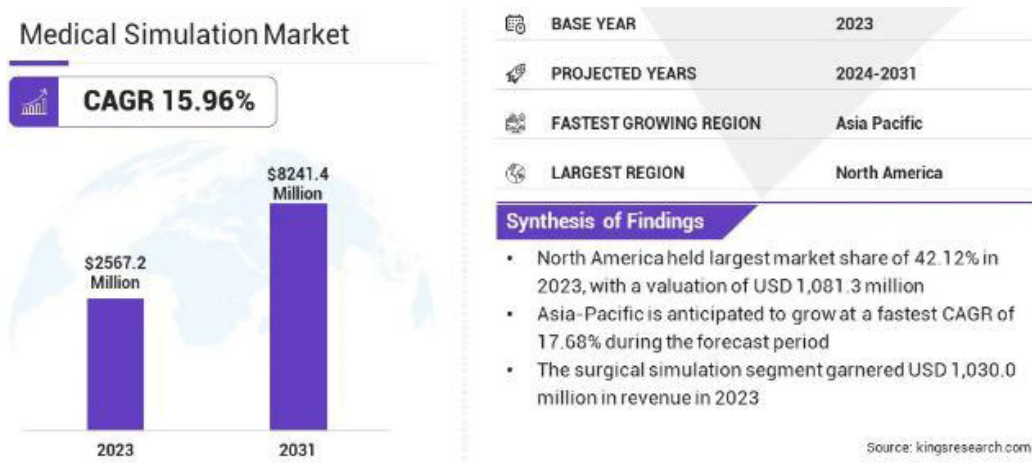 Medical Simulation Market
CAGR 15.96%
$2567.2
Million
$8241.4
Million
2023
2031
BASE YEAR 2023
PROJECTED YEARS 2024-2031
FASTEST GROWING REGION Asia Pacific
LARGEST REGION North America
Synthesis of Findings
• North America held largest market share of 42.12% in
2023, with a valuation of USD 1,081.3 million
• Asia-Pacific is anticipated to grow at a fastest CAGR of
17.68% during the forecast period
• The surgical simulation segment garnered USD 1,030.0
million in revenue in 2023
Source: kingsresearch.com